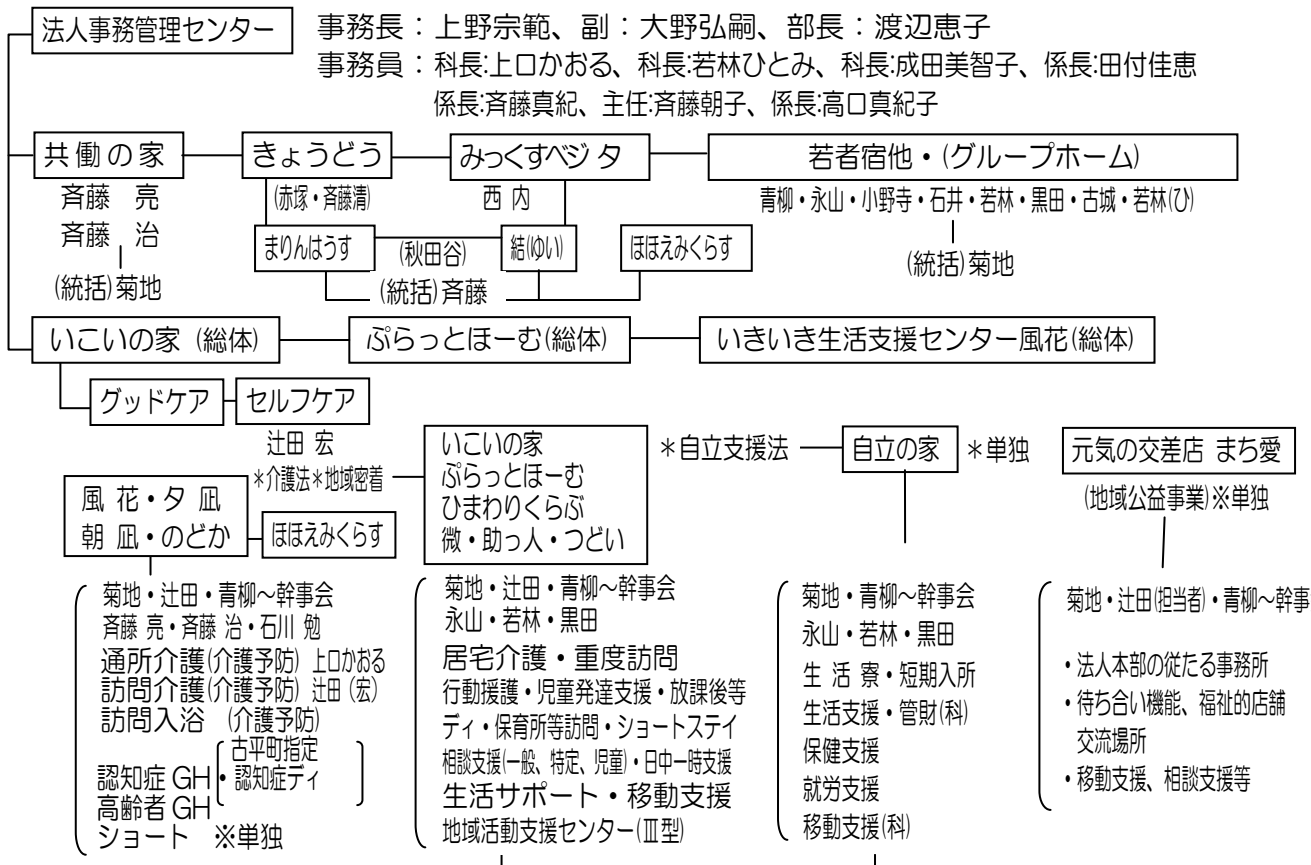 法人事務管理センター
事務長：上野宗範、副：大野弘嗣、部長：渡辺恵子
事務員：科長:上口かおる、科長:若林ひとみ、科長:成田美智子、係長:田付佳恵
係長:斉藤真紀、主任:斉藤朝子、係長:高口真紀子
共働の家
きょうどう
みっくすベジタ
若者宿他・(グループホーム)
斉藤 亮
斉藤 治
(統括)菊地
(赤塚・斉藤清)
西内
青柳・永山・小野寺・石井・若林・黒田・古城・若林(ひ)
(統括)菊地
まりんはうす
(秋田谷)
結(ゆい)
ほほえみくらす
(統括)斉藤
いこいの家 (総体)
ぷらっとほーむ(総体)
いきいき生活支援センター風花(総体)
グッドケア
セルフケア
辻田 宏
*介護法*地域密着
風花・夕凪
朝凪・のどか
ほほえみくらす
いこいの家
ぷらっとほーむ
ひまわりくらぶ
微・助っ人・つどい
*自立支援法
自立の家
*単独
元気の交差店 まち愛
(地域公益事業)※単独
菊地・辻田・青柳～幹事会
斉藤 亮・斉藤 治・石川 勉
通所介護(介護予防) 上口かおる
訪問介護(介護予防) 辻田(宏)
訪問入浴 (介護予防)
古平町指定
認知症GH・認知症ディ
高齢者GH
ショート ※単独
菊地・辻田・青柳～幹事会
永山・若林・黒田
居宅介護・重度訪問
行動援護・児童発達支援・放課後等
ディ・保育所等訪問・ショートステイ
相談支援(一般、特定、児童)・日中一時支援
生活サポート・移動支援
地域活動支援センター(Ⅲ型)
菊地・青柳～幹事会
永山・若林・黒田
生活寮・短期入所
生活支援・管財(科)
保健支援
就労支援
移動支援(科)
菊地・辻田(担当者)・青柳～幹事
・法人本部の従たる事務所
・待ち合い機能、福祉的店舗
交流場所
・移動支援、相談支援等